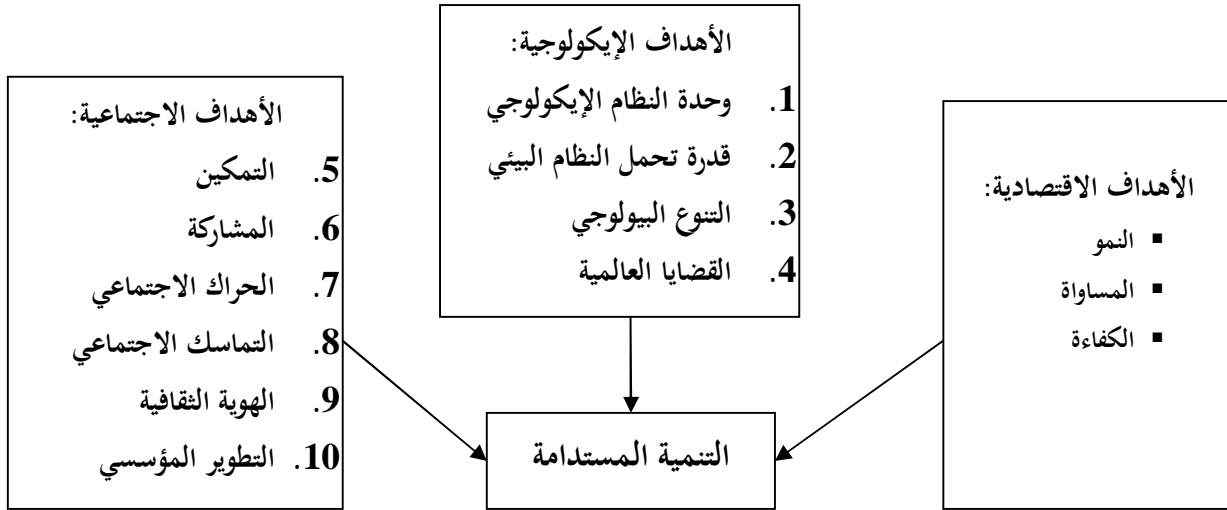 الأهداف الاقتصادية:
▪ النمو
▪ المساواة
▪ الكفاءة
الأهداف الإيكولوجية:
1. وحدة النظام الإيكولوجي
2. قدرة تحمل النظام البيئي
3. التنوع البيولوجي
4. القضايا العالمية
الأهداف الاجتماعية:
5. التمكين
6. المشاركة
7. الحراك الاجتماعي
8. التماسك الاجتماعي
9. الهوية الثقافية
10. التطوير المؤسسي
التنمية المستدامة